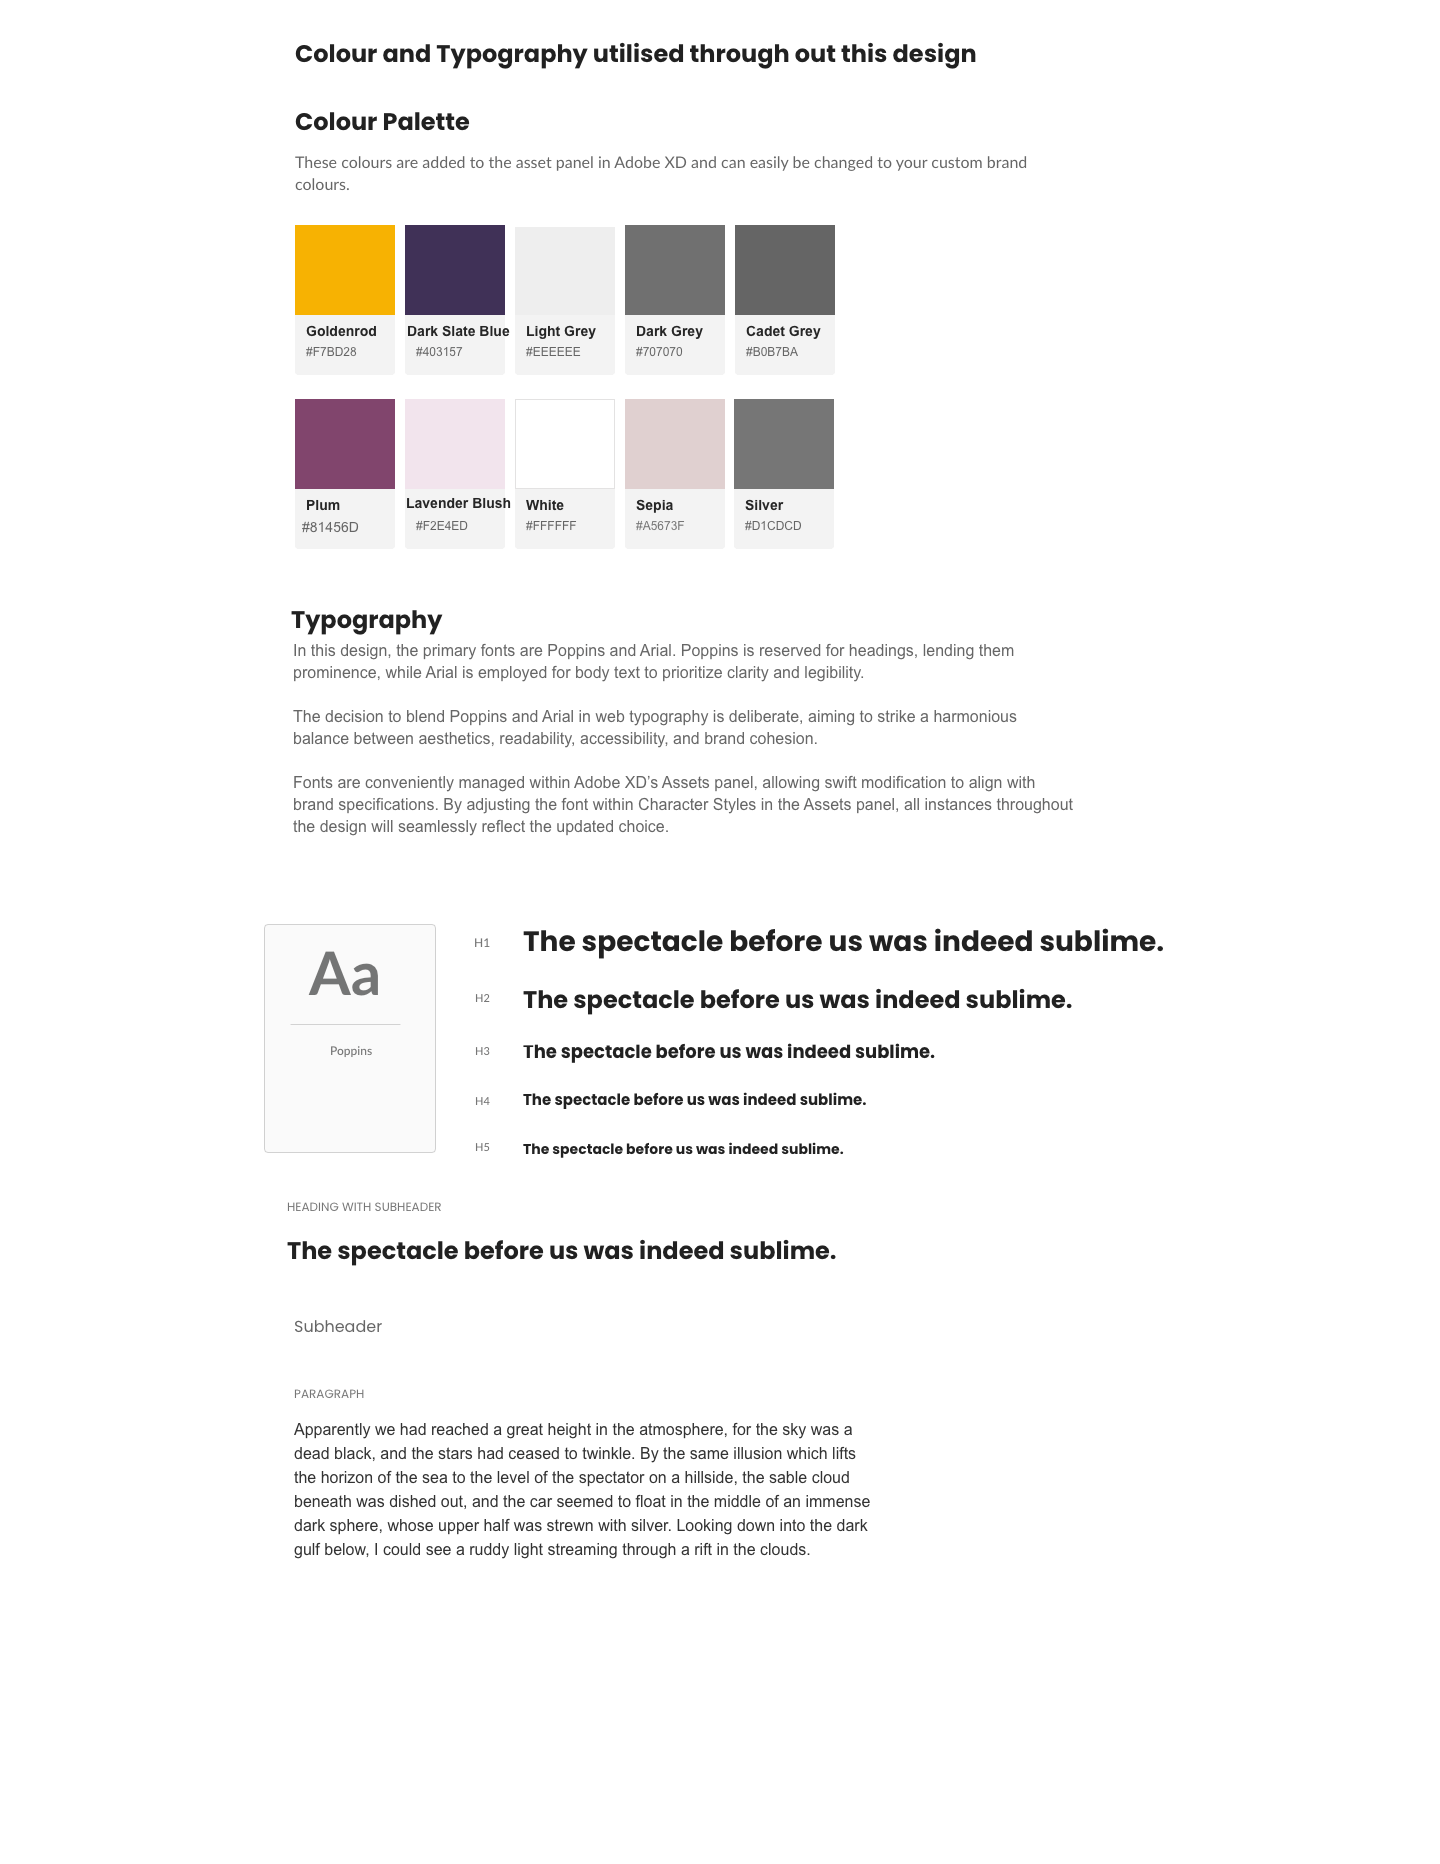 Colour and Typography utilised through out this design
Colour Palette
These colours are added to the asset panel in Adobe XD and can easily be changed to your custom brand
colours.
Goldenrod
#F7BD28
Dark Slate Blue
#403157
Light Grey
#EEEEEE
Dark Grey
#707070
Cadet Grey
#B0B7BA
Plum
#81456D
Lavender Blush
#F2E4ED
White
#FFFFFF
Sepia
#A5673F
Silver
#D1CDCD
Typography
In this design, the primary fonts are Poppins and Arial. Poppins is reserved for headings, lending them
prominence, while Arial is employed for body text to prioritize clarity and legibility.
The decision to blend Poppins and Arial in web typography is deliberate, aiming to strike a harmonious
balance between aesthetics, readability, accessibility, and brand cohesion.
Fonts are conveniently managed within Adobe XD’s Assets panel, allowing swift modification to align with
brand specifications. By adjusting the font within Character Styles in the Assets panel, all instances throughout
the design will seamlessly reflect the updated choice.
Aa
Poppins
H1 The spectacle before us was indeed sublime.
H2 The spectacle before us was indeed sublime.
H3 The spectacle before us was indeed sublime.
H4 The spectacle before us was indeed sublime.
H5 The spectacle before us was indeed sublime.
HEADING WITH SUBHEADER
The spectacle before us was indeed sublime.
Subheader
PARAGRAPH
Apparently we had reached a great height in the atmosphere, for the sky was a
dead black, and the stars had ceased to twinkle. By the same illusion which lifts
the horizon of the sea to the level of the spectator on a hillside, the sable cloud
beneath was dished out, and the car seemed to float in the middle of an immense
dark sphere, whose upper half was strewn with silver. Looking down into the dark
gulf below, I could see a ruddy light streaming through a rift in the clouds.